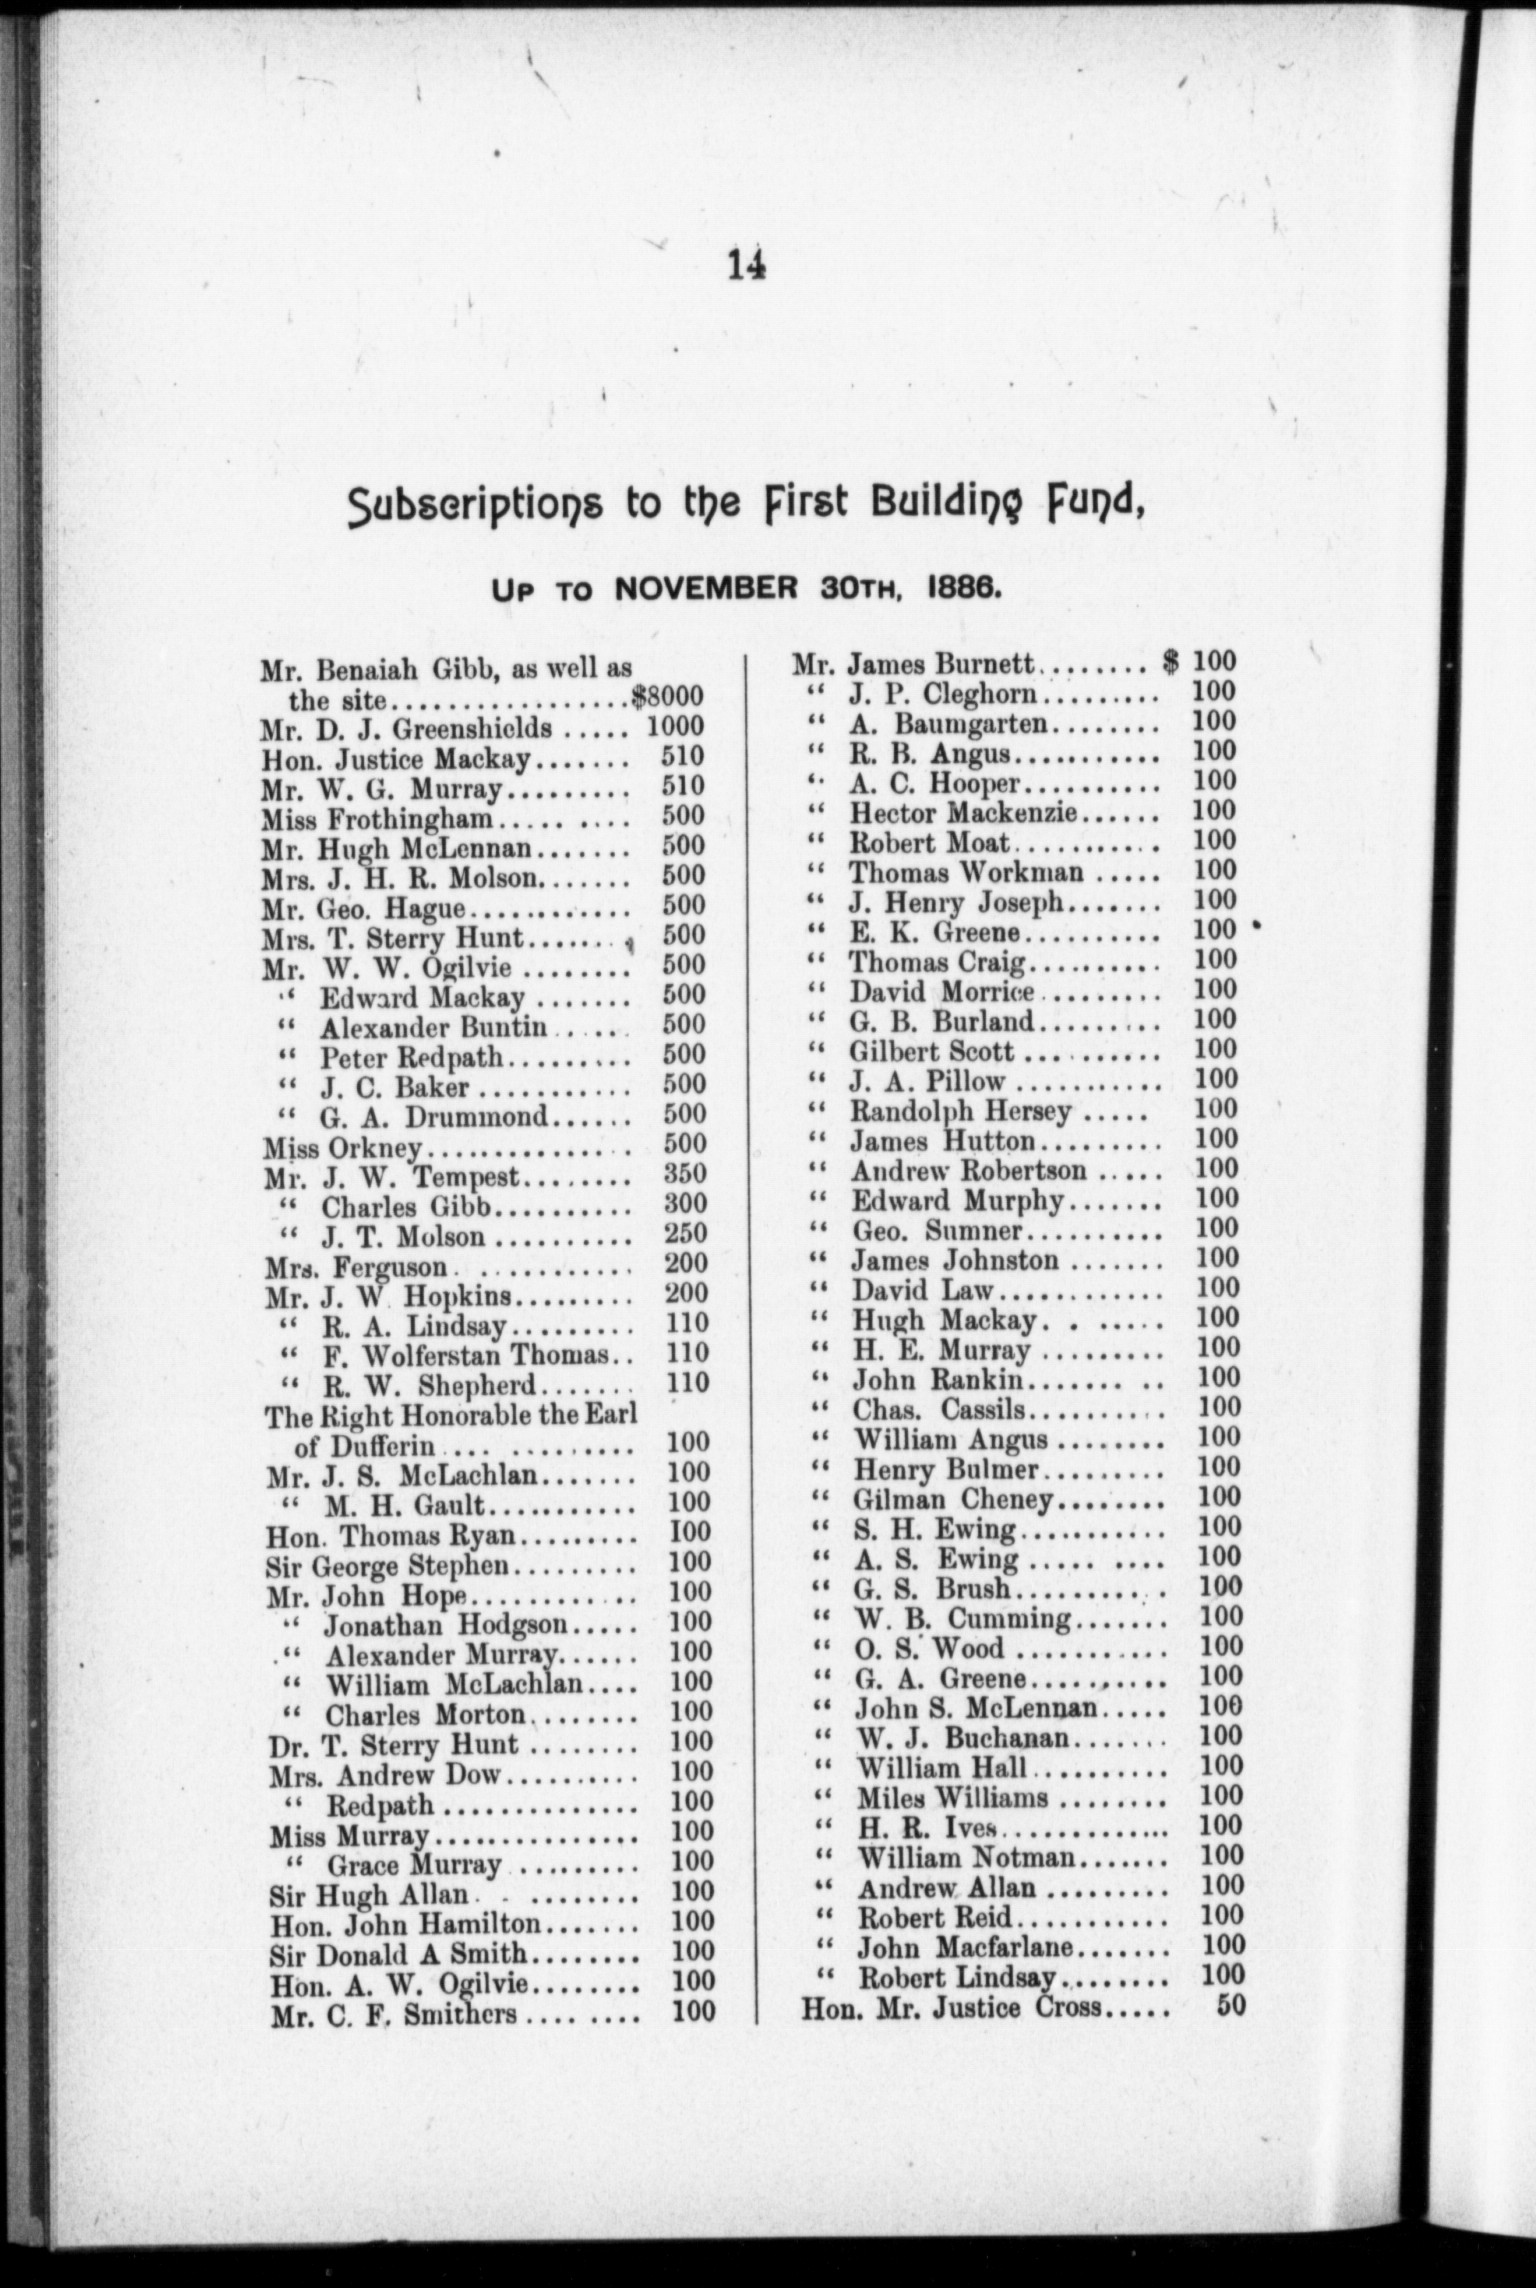 14
Subscriptions to the First Building Fund,
UP TO NOVEMBER 30TH, 1886.
Mr. Benaiah Gibb, as well as
the site.................$8000
Mr. D. J. Greenshields ..... 1000
Hon. Justice Mackay....... 510
Mr. W. G. Murray......... 510
Miss Frothingham..... .... 500
Mr. Hugh McLennan....... 500
Mrs. J. H. R. Molson....... 500
Mr. Geo. Hague............ 500
Mrs. T. Sterry Hunt....... 500
Mr. W. W. Ogilvie ........ 500
“ Edward Mackay ....... 500
“ Alexander Buntin ..... 500
“ Peter Redpath......... 500
“ J. C. Baker ........... 500
“ G. A. Drummond...... 500
Miss Orkney............... 500
Mr. J. W. Tempest........ 350
“ Charles Gibb.......... 300
“ J. T. Molson .......... 250
Mrs. Ferguson. ........... 200
Mr. J. W. Hopkins......... 200
“ R. A. Lindsay......... 110
“ F. Wolferstan Thomas.. 110
“ R. W. Shepherd....... 110
The Right Honorable the Earl
of Dufferin .... ......... 100
Mr. J. S. McLachlan....... 100
“ M. H. Gault........... 100
Hon. Thomas Ryan......... 100
Sir George Stephen......... 100
Mr. John Hope............ 100
“ Jonathan Hodgson..... 100
“ Alexander Murray...... 100
“ William McLachlan.... 100
“ Charles Morton........ 100
Dr. T. Sterry Hunt ........ 100
Mrs. Andrew Dow.......... 100
“ Redpath .............. 100
Miss Murray............... 100
“ Grace Murray ......... 100
Sir Hugh Allan. . ........ 100
Hon. John Hamilton....... 100
Sir Donald A Smith........ 100
Hon. A. W. Ogilvie........ 100
Mr. C. F. Smithers ......... 100
Mr. James Burnett........ $ 100
“ J. P. Cleghorn......... 100
“ A. Baumgarten........ 100
“ R. B. Angus........... 100
“ A. C. Hooper.......... 100
“ Hector Mackenzie...... 100
“ Robert Moat........... 100
“ Thomas Workman ..... 100
“ J. Henry Joseph....... 100
“ E. K. Greene.......... 100
“ Thomas Craig.......... 100
“ David Morrice ......... 100
“ G. B. Burland......... 100
“ Gilbert Scott .......... 100
“ J. A. Pillow ........... 100
“ Randolph Hersey ..... 100
“ James Hutton......... 100
“ Andrew Robertson ..... 100
“ Edward Murphy....... 100
“ Geo. Sumner.......... 100
“ James Johnston ....... 100
“ David Law............ 100
“ Hugh Mackay. . ..... 100
“ H. E. Murray ......... 100
“ John Rankin....... .. 100
“ Chas. Cassils.......... 100
“ William Angus ........ 100
“ Henry Bulmer......... 100
“ Gilman Cheney........ 100
“ S. H. Ewing........... 100
“ A. S. Ewing ..... .... 100
“ G. S. Brush........... 100
“ W. B. Cumming....... 100
“ O. S. Wood ........... 100
“ G. A. Greene.......... 100
“ John S. McLennan..... 100
“ W. J. Buchanan....... 100
“ William Hall.......... 100
“ Miles Williams ........ 100
“ H. R. Ives............. 100
“ William Notman....... 100
“ Andrew Allan ......... 100
“ Robert Reid........... 100
“ John Macfarlane....... 100
“ Robert Lindsay........ 100
Hon. Mr. Justice Cross..... 50